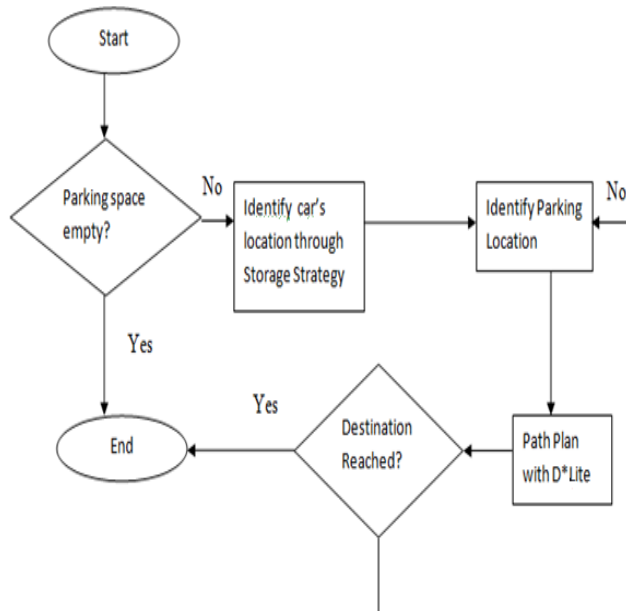 Start
Parking space
empty?
No
Identify car's
location through
Storage Strategy
Identify Parking
Location
No
Yes
Yes
End
Destination
Reached?
Path Plan
with D*Lite